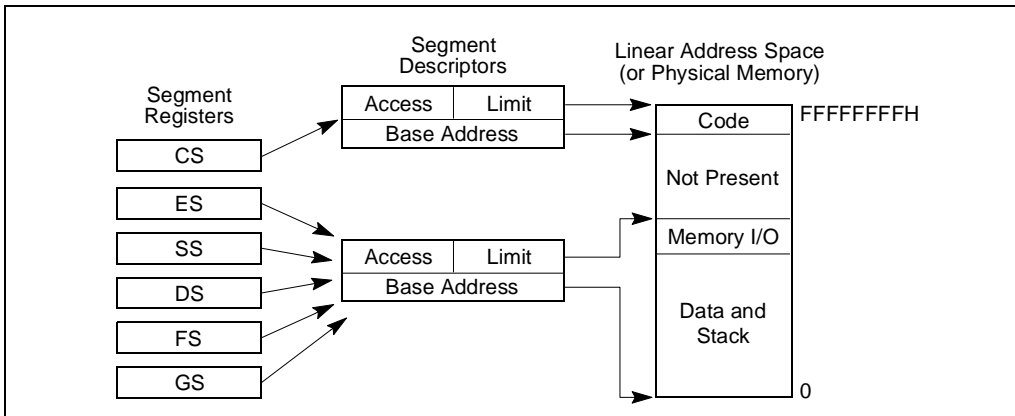 Segment
Registers
CS
ES
SS
DS
FS
GS
Segment
Descriptors
Access Limit
Base Address
Access Limit
Base Address
Linear Address Space
(or Physical Memory)
Code
FFFFFFFFH
Not Present
Memory I/O
Data and
Stack
0